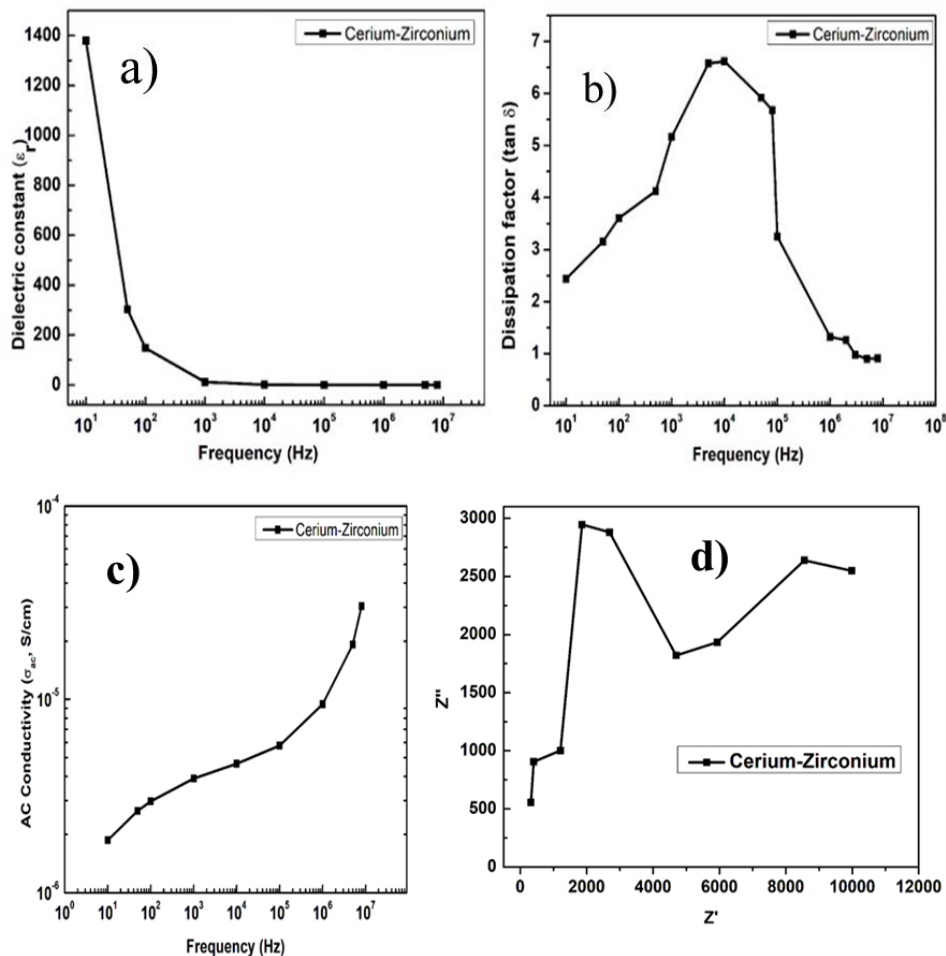 a)
Cerium-Zirconium
Dielectric constant (εr)
1400
1200
1000
800
600
400
200
0
10¹ 10² 10³ 10⁴ 10⁵ 10⁶ 10⁷
Frequency (Hz)
b)
Cerium-Zirconium
Dissipation factor (tan δ)
7
6
5
4
3
2
1
0
10¹ 10² 10³ 10⁴ 10⁵ 10⁶ 10⁷ 10⁸
Frequency (Hz)
c)
Cerium-Zirconium
AC Conductivity (σac, S/cm)
10⁻⁴
10⁻⁵
10⁻⁶
10⁰ 10¹ 10² 10³ 10⁴ 10⁵ 10⁶ 10⁷
Frequency (Hz)
d)
Cerium-Zirconium
Z''
3000
2500
2000
1500
1000
500
0
0 2000 4000 6000 8000 10000 12000
Z'